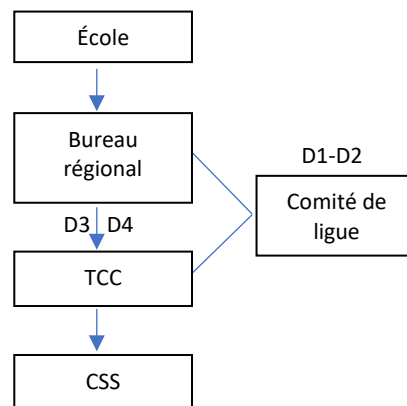 École
Bureau
régional
D1-D2
Comité de
ligue
D3 D4
TCC
CSS